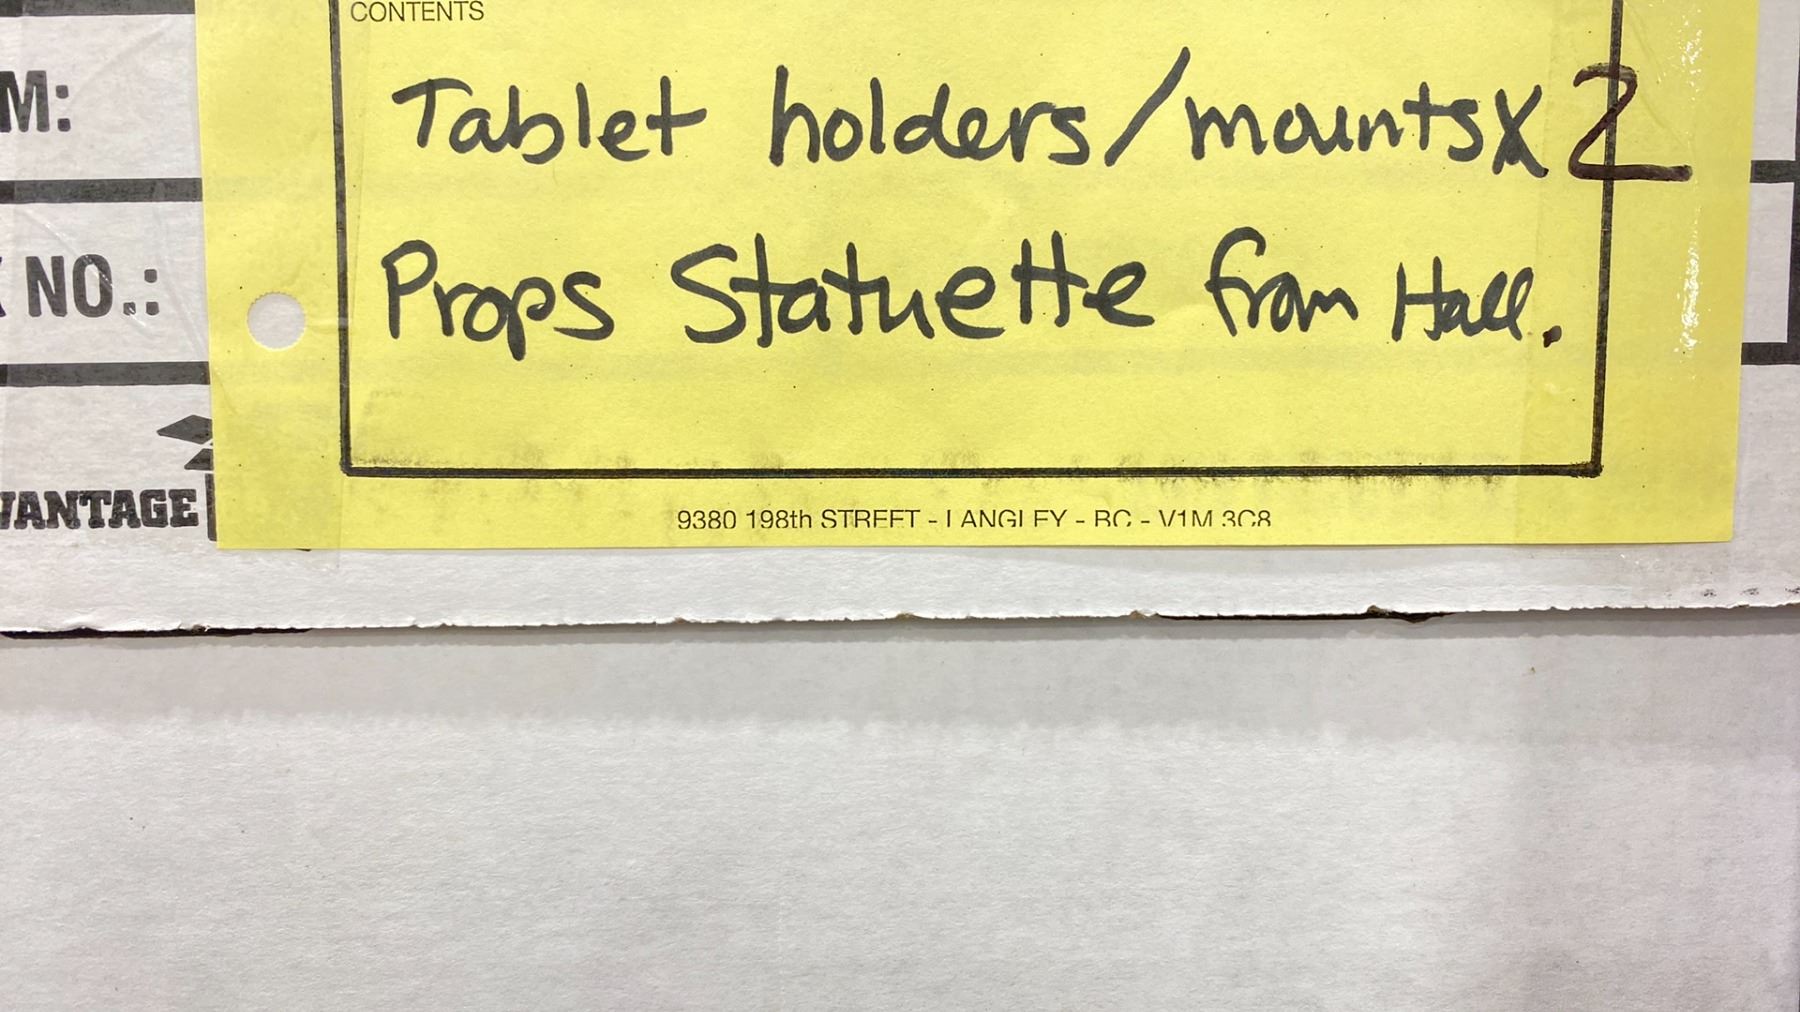 CONTENTS
M:
Tablet holders/mounts x 2
NO.:
Props Statuette from Hall.
VANTAGE
9380 198th STREET - LANGLEY - BC - V1M 3C8